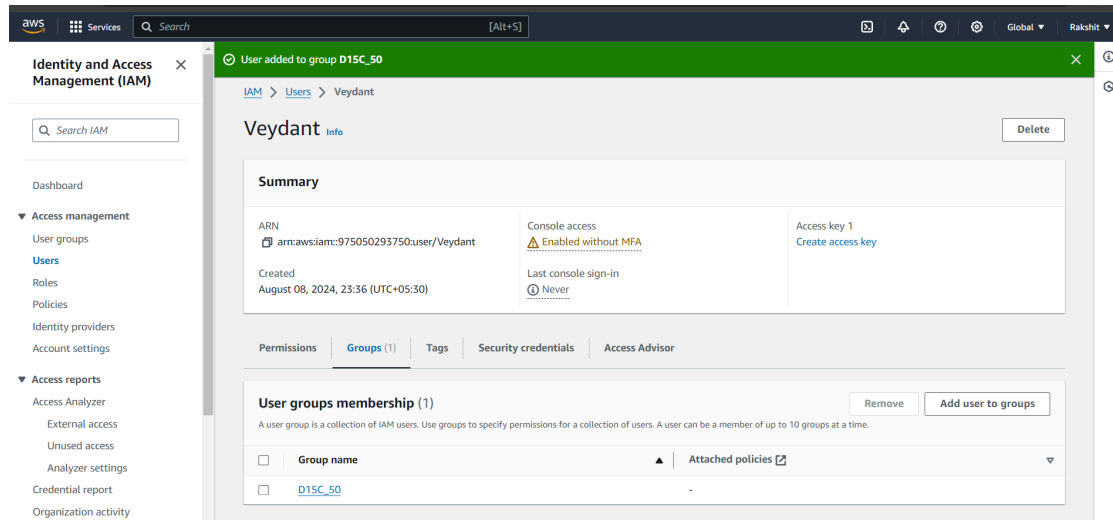 aws
Services
Search
[Alt+S]
Global
Rakshit
Identity and Access Management (IAM)
Search IAM
Dashboard
Access management
User groups
Users
Roles
Policies
Identity providers
Account settings
Access reports
Access Analyzer
External access
Unused access
Analyzer settings
Credential report
Organization activity
User added to group D15C_50
IAM > Users > Veydant
Veydant Info
Delete
Summary
ARN
arn:aws:iam::975050293750:user/Veydant
Created
August 08, 2024, 23:36 (UTC+05:30)
Console access
Enabled without MFA
Last console sign-in
Never
Access key 1
Create access key
Permissions
Groups (1)
Tags
Security credentials
Access Advisor
User groups membership (1)
Remove
Add user to groups
A user group is a collection of IAM users. Use groups to specify permissions for a collection of users. A user can be a member of up to 10 groups at a time.
Group name
Attached policies
D15C_50
-